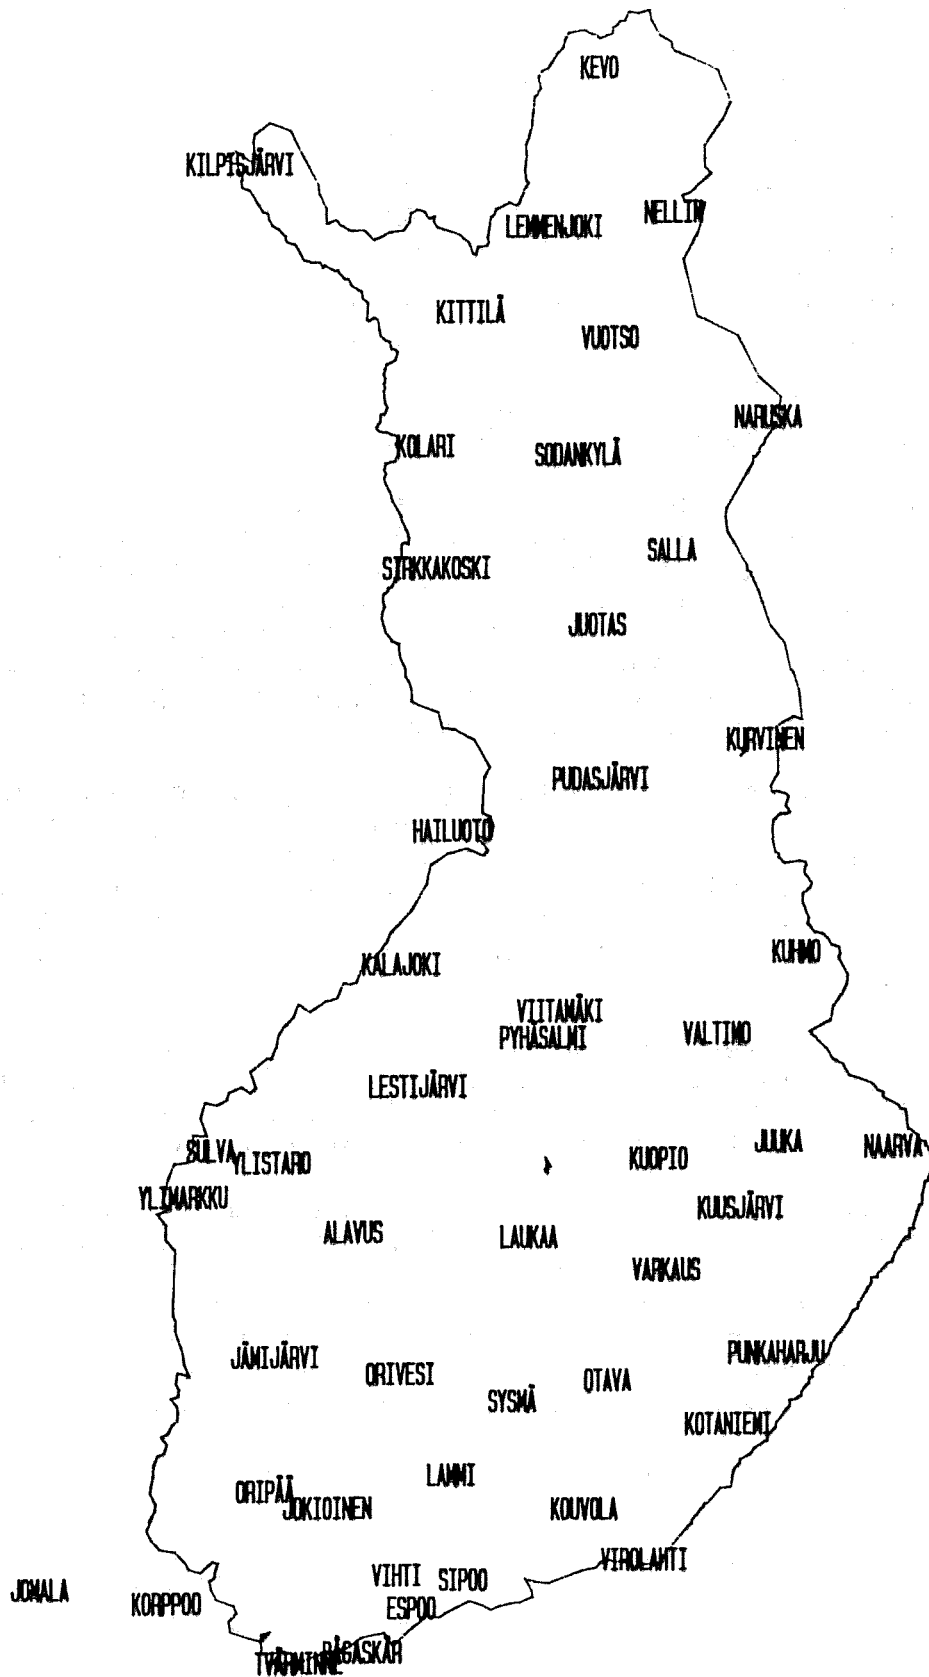 KEVO
KILPISJÄRVI
NELLIM
LEMMENJOKI
KITTILÄ
VUOTSO
NARUSKA
KOLARI
SODANKYLÄ
SALLA
SIRKKAKOSKI
JUOTAS
KURVINEN
PUDASJÄRVI
HAILUOTO
KUHMO
KALAJOKI
VIITAMÄKI
PYHÄSALMI
VALTIMO
LESTIJÄRVI
JUUKA
NAARVA
SULVA
YLISTARO
KUOPIO
YLIMARKKU
KUUSJÄRVI
ALAVUS
LAUKAA
VARKAUS
PUNKAHARJU
JÄMIJÄRVI
ORIVESI
OTAVA
SYSMÄ
KOTANIEMI
LAMMI
ORIPÄÄ
JOKIOINEN
KOUVOLA
VIROLAHTI
VIHTI
SIPOO
JOMALA
KORPPOO
ESPOO
BÅGASKÄR
TVÄRMINNE